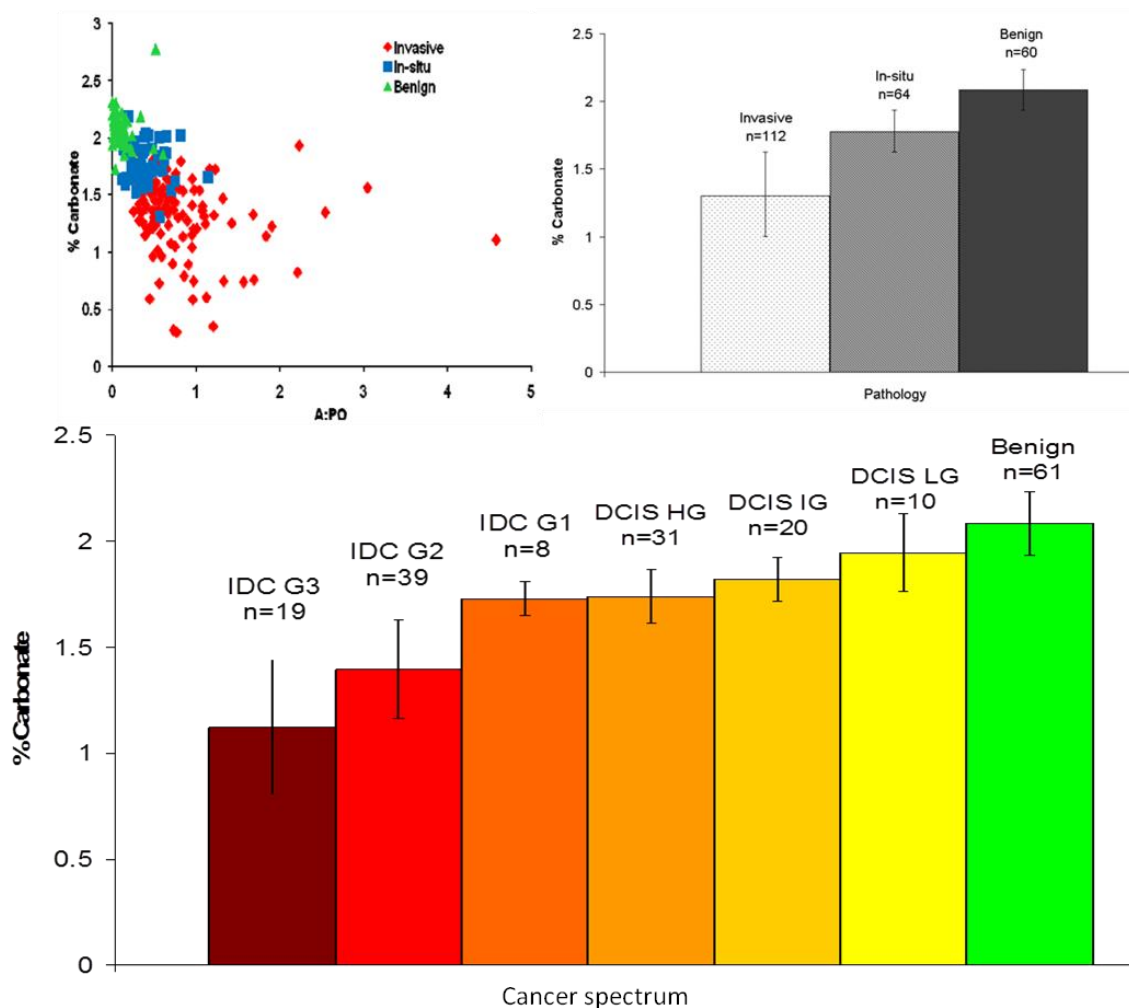 3
2.5
2
1.5
1
0.5
0
% Carbonate
Invasive
In-situ
Benign
0 1 2 3 4 5
A:PO
2.5
2
1.5
1
0.5
0
% Carbonate
Invasive
n=112
In-situ
n=64
Benign
n=60
Pathology
2.5
2
1.5
1
0.5
0
%Carbonate
IDC G3
n=19
IDC G2
n=39
IDC G1
n=8
DCIS HG
n=31
DCIS IG
n=20
DCIS LG
n=10
Benign
n=61
Cancer spectrum